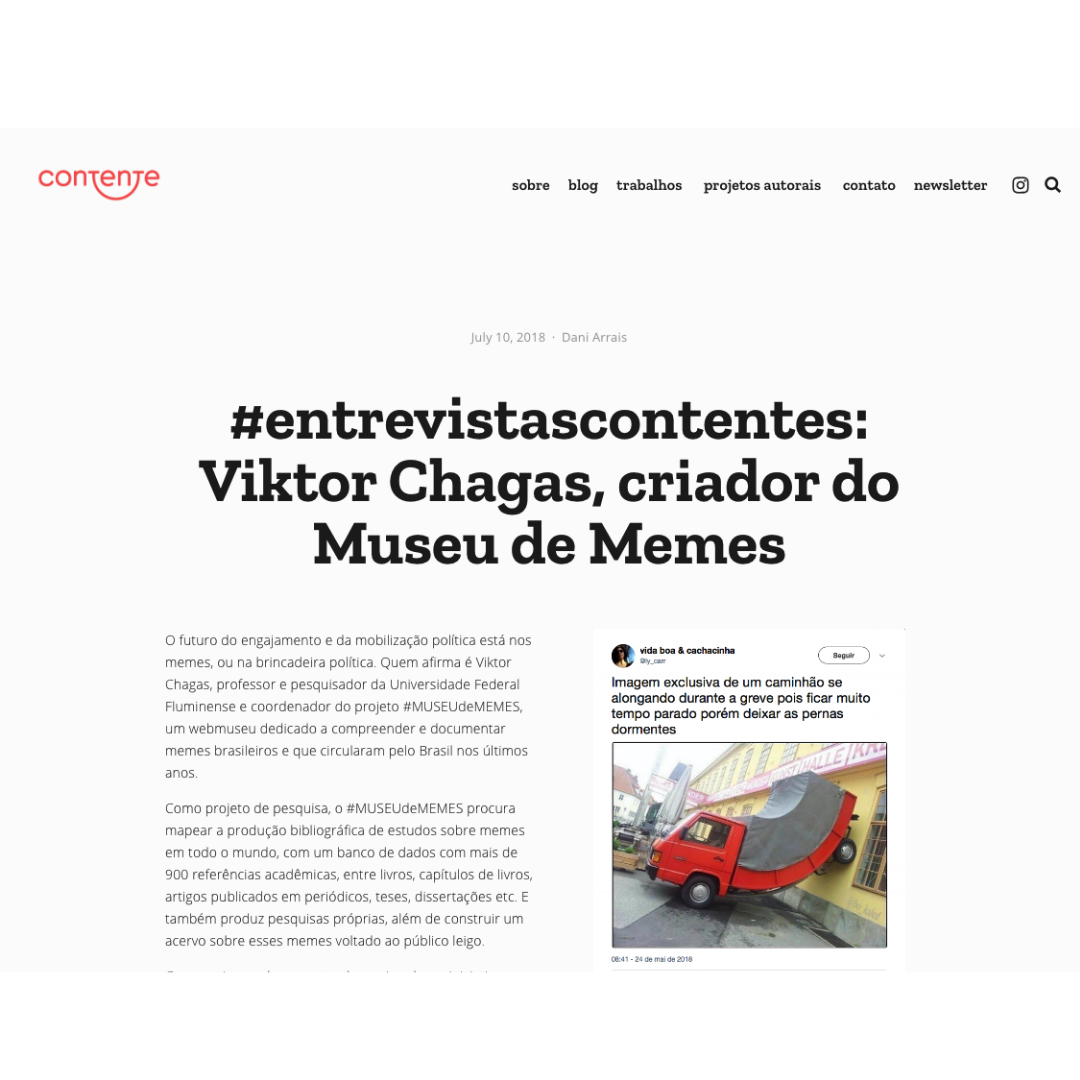 contente
sobre blog trabalhos projetos autorais contato newsletter
July 10, 2018 · Dani Arrais
#entrevistascontentes:
Viktor Chagas, criador do
Museu de Memes
O futuro do engajamento e da mobilização política está nos
memes, ou na brincadeira política. Quem afirma é Viktor
Chagas, professor e pesquisador da Universidade Federal
Fluminense e coordenador do projeto #MUSEUdeMEMES,
um webmuseu dedicado a compreender e documentar
memes brasileiros e que circularam pelo Brasil nos últimos
anos.
Como projeto de pesquisa, o #MUSEUdeMEMES procura
mapear a produção bibliográfica de estudos sobre memes
em todo o mundo, com um banco de dados com mais de
900 referências acadêmicas, entre livros, capítulos de livros,
artigos publicados em periódicos, teses, dissertações etc. E
também produz pesquisas próprias, além de construir um
acervo sobre esses memes voltado ao público leigo.
vida boa & cachacinha
Seguir
Imagem exclusiva de um caminhão se
alongando durante a greve pois ficar muito
tempo parado porém deixar as pernas
dormentes
HALLE
08:41 - 24 de mai de 2018